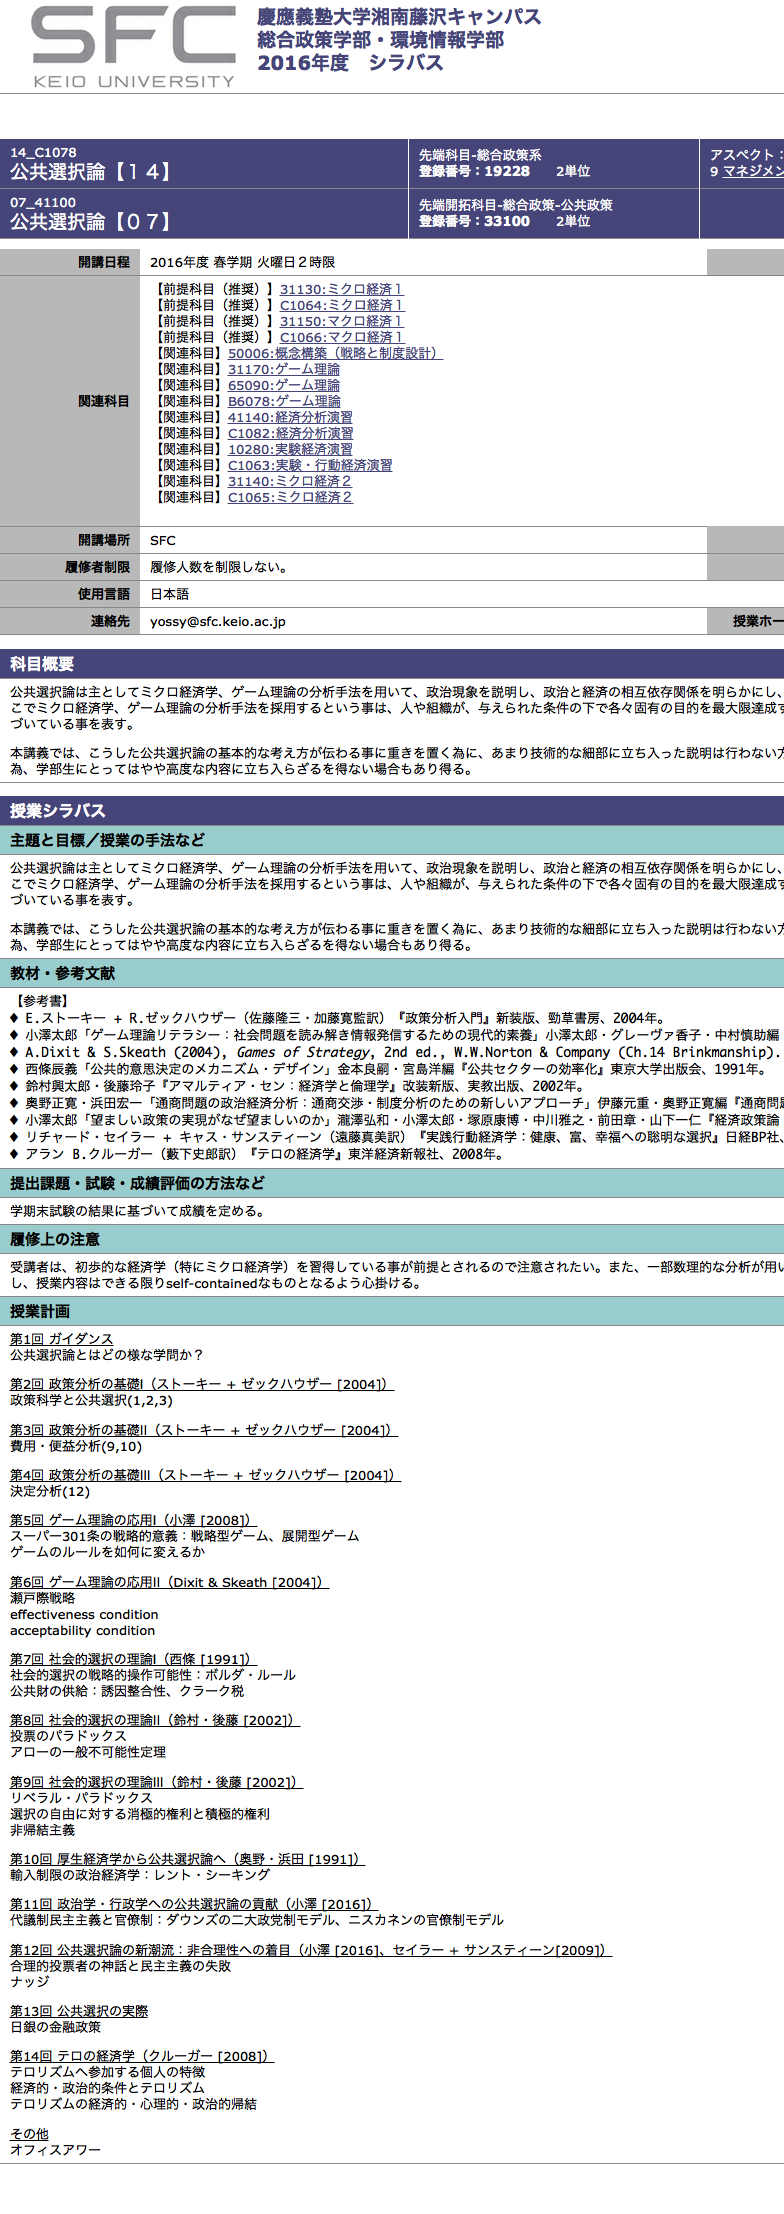 SFC
KEIO UNIVERSITY
慶應義塾大学湘南藤沢キャンパス
総合政策学部・環境情報学部
2016年度　シラバス
14_C1078
公共選択論【１４】
先端科目-総合政策系
登録番号：19228　　2単位
アスペクト：
9 マネジメン
07_41100
公共選択論【０７】
先端開拓科目-総合政策-公共政策
登録番号：33100　　2単位
開講日程
2016年度 春学期 火曜日２時限
関連科目
【前提科目（推奨）】31130:ミクロ経済１
【前提科目（推奨）】C1064:ミクロ経済１
【前提科目（推奨）】31150:マクロ経済１
【前提科目（推奨）】C1066:マクロ経済１
【関連科目】50006:概念構築（戦略と制度設計）
【関連科目】31170:ゲーム理論
【関連科目】65090:ゲーム理論
【関連科目】B6078:ゲーム理論
【関連科目】41140:経済分析演習
【関連科目】C1082:経済分析演習
【関連科目】10280:実験経済演習
【関連科目】C1063:実験・行動経済演習
【関連科目】31140:ミクロ経済２
【関連科目】C1065:ミクロ経済２
開講場所
SFC
履修者制限
履修人数を制限しない。
使用言語
日本語
連絡先
yossy@sfc.keio.ac.jp
授業ホー
科目概要
公共選択論は主としてミクロ経済学、ゲーム理論の分析手法を用いて、政治現象を説明し、政治と経済の相互依存関係を明らかにし、
こでミクロ経済学、ゲーム理論の分析手法を採用するという事は、人や組織が、与えられた条件の下で各々固有の目的を最大限達成す
づいている事を表す。
本講義では、こうした公共選択論の基本的な考え方が伝わる事に重きを置く為に、あまり技術的な細部に立ち入った説明は行わない方
為、学部生にとってはやや高度な内容に立ち入らざるを得ない場合もあり得る。
授業シラバス
主題と目標／授業の手法など
公共選択論は主としてミクロ経済学、ゲーム理論の分析手法を用いて、政治現象を説明し、政治と経済の相互依存関係を明らかにし、
こでミクロ経済学、ゲーム理論の分析手法を採用するという事は、人や組織が、与えられた条件の下で各々固有の目的を最大限達成す
づいている事を表す。
本講義では、こうした公共選択論の基本的な考え方が伝わる事に重きを置く為に、あまり技術的な細部に立ち入った説明は行わない方
為、学部生にとってはやや高度な内容に立ち入らざるを得ない場合もあり得る。
教材・参考文献
【参考書】
♦ E.ストーキー + R.ゼックハウザー（佐藤隆三・加藤寛監訳）『政策分析入門』新装版、勁草書房、2004年。
♦ 小澤太郎「ゲーム理論リテラシー：社会問題を読み解き情報発信するための現代的素養」小澤太郎・グレーヴァ香子・中村慎助編
♦ A.Dixit & S.Skeath (2004), Games of Strategy, 2nd ed., W.W.Norton & Company (Ch.14 Brinkmanship).
♦ 西條辰義「公共的意思決定のメカニズム・デザイン」金本良嗣・宮島洋編『公共セクターの効率化』東京大学出版会、1991年。
♦ 鈴村興太郎・後藤玲子『アマルティア・セン：経済学と倫理学』改装新版、実教出版、2002年。
♦ 奥野正寛・浜田宏一「通商問題の政治経済分析：通商交渉・制度分析のための新しいアプローチ」伊藤元重・奥野正寛編『通商問題
♦ 小澤太郎「望ましい政策の実現がなぜ望ましいのか」瀧澤弘和・小澤太郎・塚原康博・中川雅之・前田章・山下一仁『経済政策論
♦ リチャード・セイラー + キャス・サンスティーン（遠藤真美訳）『実践行動経済学：健康、富、幸福への聡明な選択』日経BP社、
♦ アラン B.クルーガー（藪下史郎訳）『テロの経済学』東洋経済新報社、2008年。
提出課題・試験・成績評価の方法など
学期末試験の結果に基づいて成績を定める。
履修上の注意
受講者は、初歩的な経済学（特にミクロ経済学）を習得している事が前提とされるので注意されたい。また、一部数理的な分析が用い
し、授業内容はできる限りself-containedなものとなるよう心掛ける。
授業計画
第1回 ガイダンス
公共選択論とはどの様な学問か？
第2回 政策分析の基礎I（ストーキー + ゼックハウザー [2004]）
政策科学と公共選択(1,2,3)
第3回 政策分析の基礎II（ストーキー + ゼックハウザー [2004]）
費用・便益分析(9,10)
第4回 政策分析の基礎III（ストーキー + ゼックハウザー [2004]）
決定分析(12)
第5回 ゲーム理論の応用I（小澤 [2008]）
スーパー301条の戦略的意義：戦略型ゲーム、展開型ゲーム
ゲームのルールを如何に変えるか
第6回 ゲーム理論の応用II（Dixit & Skeath [2004]）
瀬戸際戦略
effectiveness condition
acceptability condition
第7回 社会的選択の理論I（西條 [1991]）
社会的選択の戦略的操作可能性：ボルダ・ルール
公共財の供給：誘因整合性、クラーク税
第8回 社会的選択の理論II（鈴村・後藤 [2002]）
投票のパラドックス
アローの一般不可能性定理
第9回 社会的選択の理論III（鈴村・後藤 [2002]）
リベラル・パラドックス
選択の自由に対する消極的権利と積極的権利
非帰結主義
第10回 厚生経済学から公共選択論へ（奥野・浜田 [1991]）
輸入制限の政治経済学：レント・シーキング
第11回 政治学・行政学への公共選択論の貢献（小澤 [2016]）
代議制民主主義と官僚制：ダウンズの二大政党制モデル、ニスカネンの官僚制モデル
第12回 公共選択論の新潮流：非合理性への着目（小澤 [2016]、セイラー + サンスティーン[2009]）
合理的投票者の神話と民主主義の失敗
ナッジ
第13回 公共選択の実際
日銀の金融政策
第14回 テロの経済学（クルーガー [2008]）
テロリズムへ参加する個人の特徴
経済的・政治的条件とテロリズム
テロリズムの経済的・心理的・政治的帰結
その他
オフィスアワー